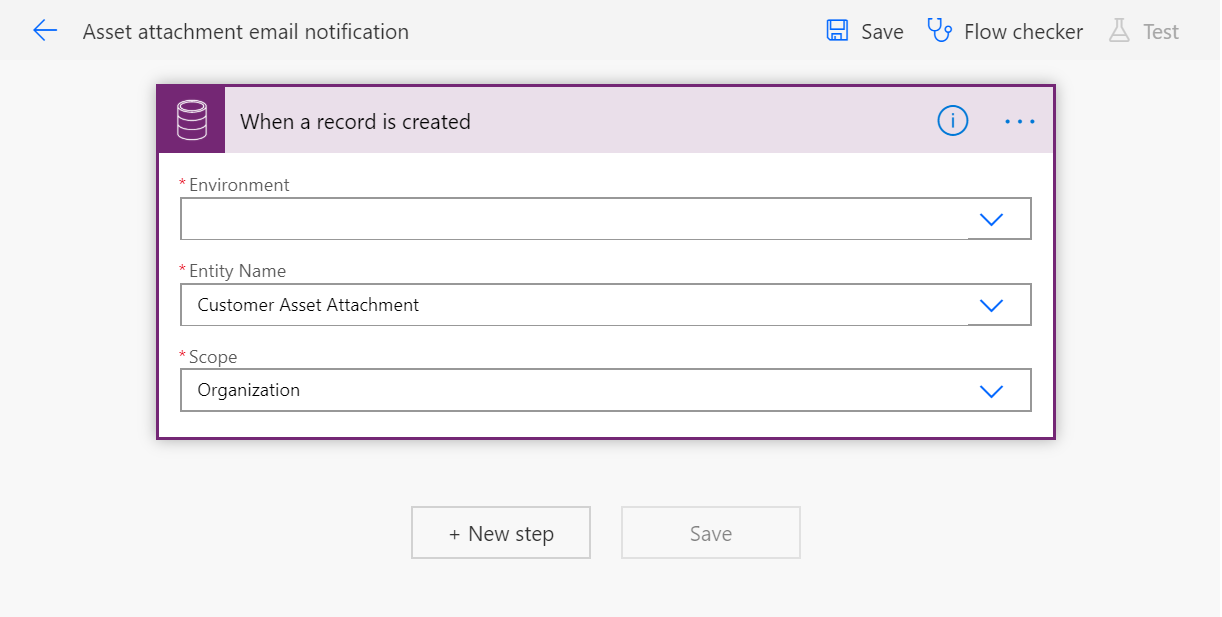 Asset attachment email notification
Save
Flow checker
Test
When a record is created
* Environment
* Entity Name
Customer Asset Attachment
* Scope
Organization
+ New step
Save